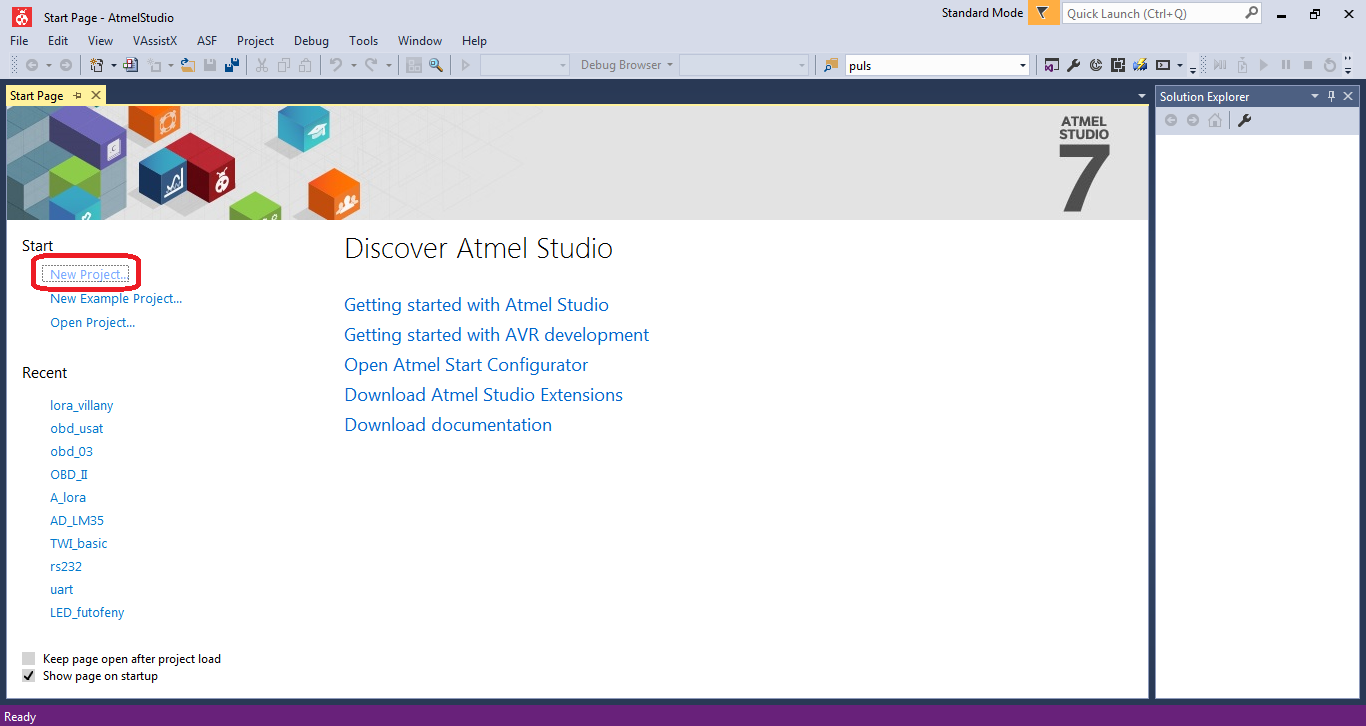 Start Page - AtmelStudio
Standard Mode
Quick Launch (Ctrl+Q)
File Edit View VAssistX ASF Project Debug Tools Window Help
Debug Browser
puls
Start Page
Solution Explorer
ATMEL
STUDIO
7
Start
New Project...
New Example Project...
Open Project...
Recent
lora_villany
obd_usat
obd_03
OBD_II
A_lora
AD_LM35
TWI_basic
rs232
uart
LED_futofeny
Keep page open after project load
Show page on startup
Discover Atmel Studio
Getting started with Atmel Studio
Getting started with AVR development
Open Atmel Start Configurator
Download Atmel Studio Extensions
Download documentation
Ready